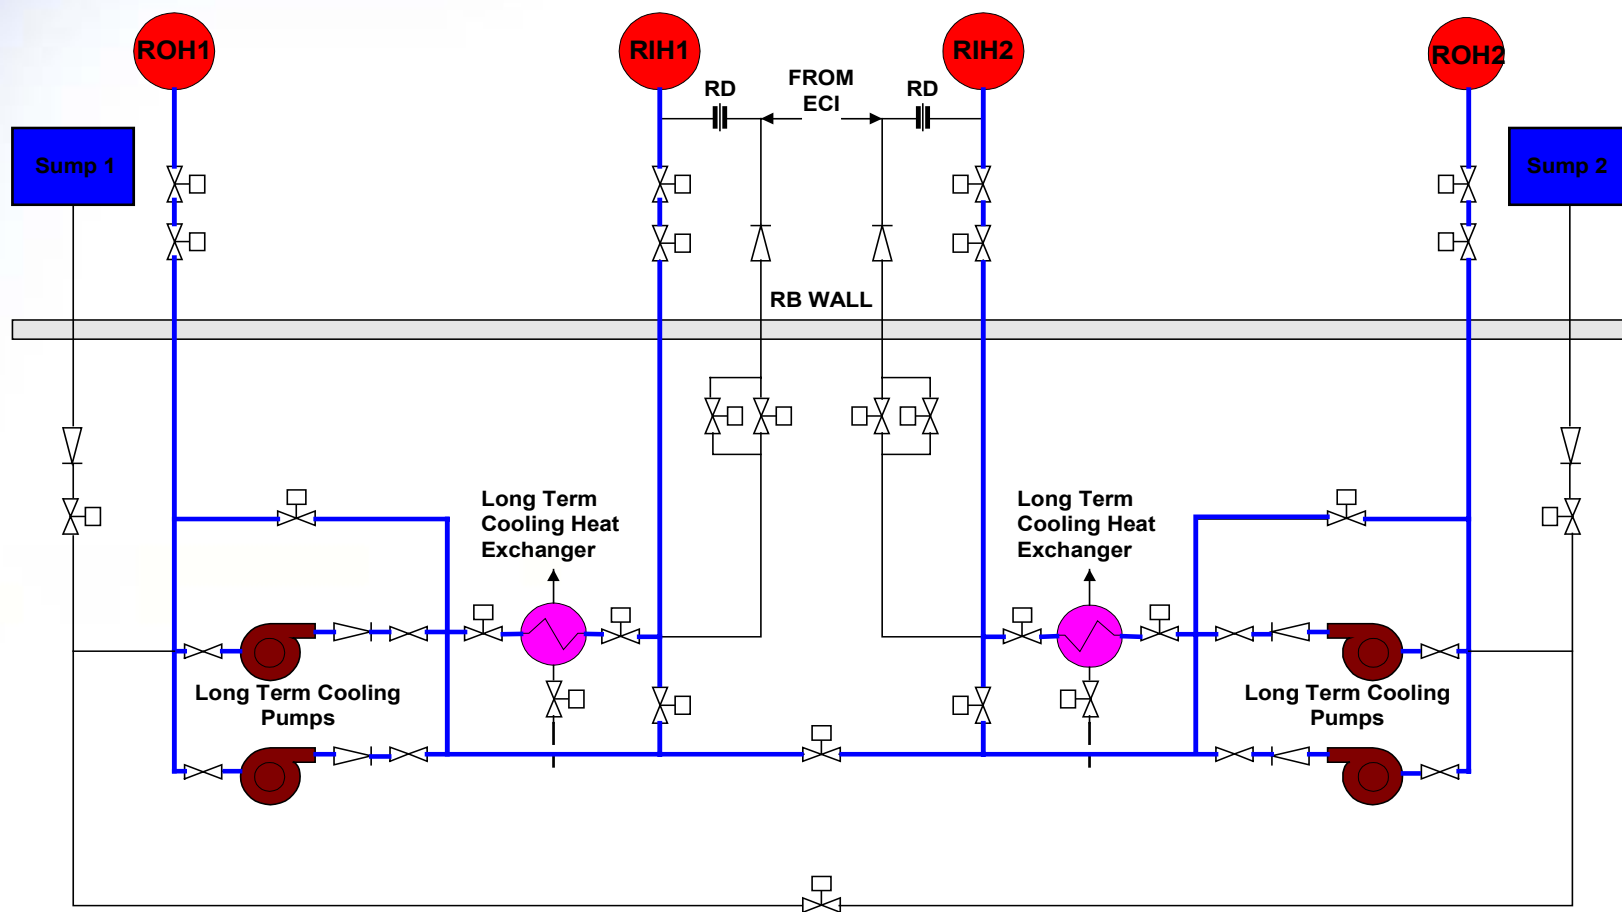 ROH1
RIH1
RIH2
ROH2
RD
FROM
ECI
RD
Sump 1
Sump 2
RB WALL
Long Term
Cooling Heat
Exchanger
Long Term
Cooling Heat
Exchanger
Long Term Cooling
Pumps
Long Term Cooling
Pumps